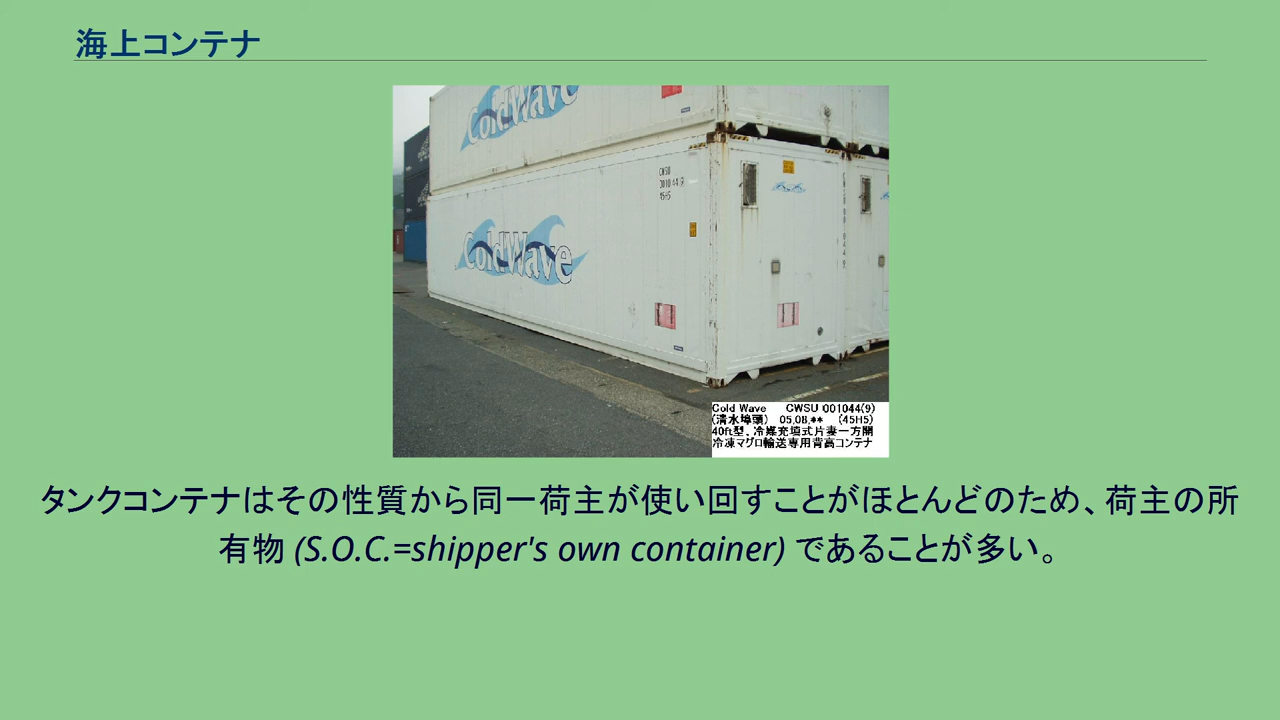 海上コンテナ
ColdWave
CWSU
001044(9)
45H5
ColdWave
Cold Wave CWSU 001044(9)
(清水埠頭) 05,08,** (45H5)
40ft型、冷媒充填式片妻一方開
冷凍マグロ輸送専用背高コンテナ
タンクコンテナはその性質から同一荷主が使い回すことがほとんどのため、荷主の所
有物 (S.O.C.=shipper's own container) であることが多い。